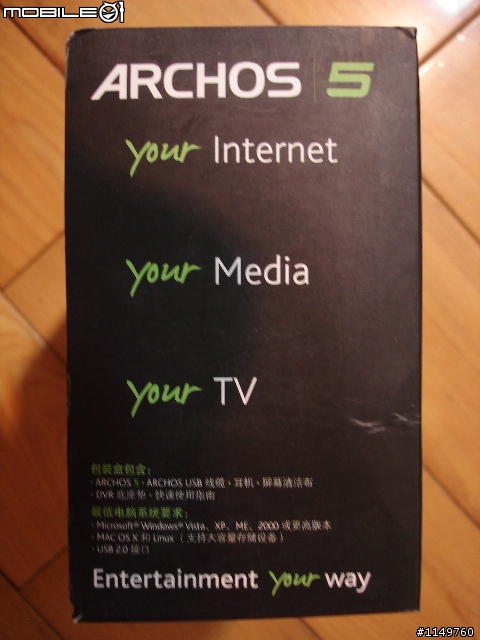 MOBILE01
ARCHOS 5
your Internet
your Media
your TV
包装盒包含：
·ARCHOS 5、ARCHOS USB 线缆、耳机、屏幕清洁布
·DVR 底座垫、快速使用指南
最低电脑系统要求：
·Microsoft® Windows® Vista、XP、ME、2000 或更高版本
·MAC OS X 和 Linux（支持大容量存储设备）
·USB 2.0 接口
Entertainment your way
#1149760